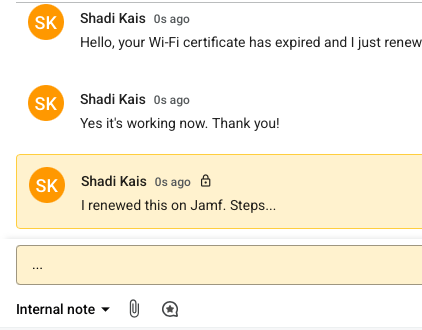 SK
Shadi Kais 0s ago
Hello, your Wi-Fi certificate has expired and I just renew
SK
Shadi Kais 0s ago
Yes it's working now. Thank you!
SK
Shadi Kais 0s ago
I renewed this on Jamf. Steps...
...
Internal note